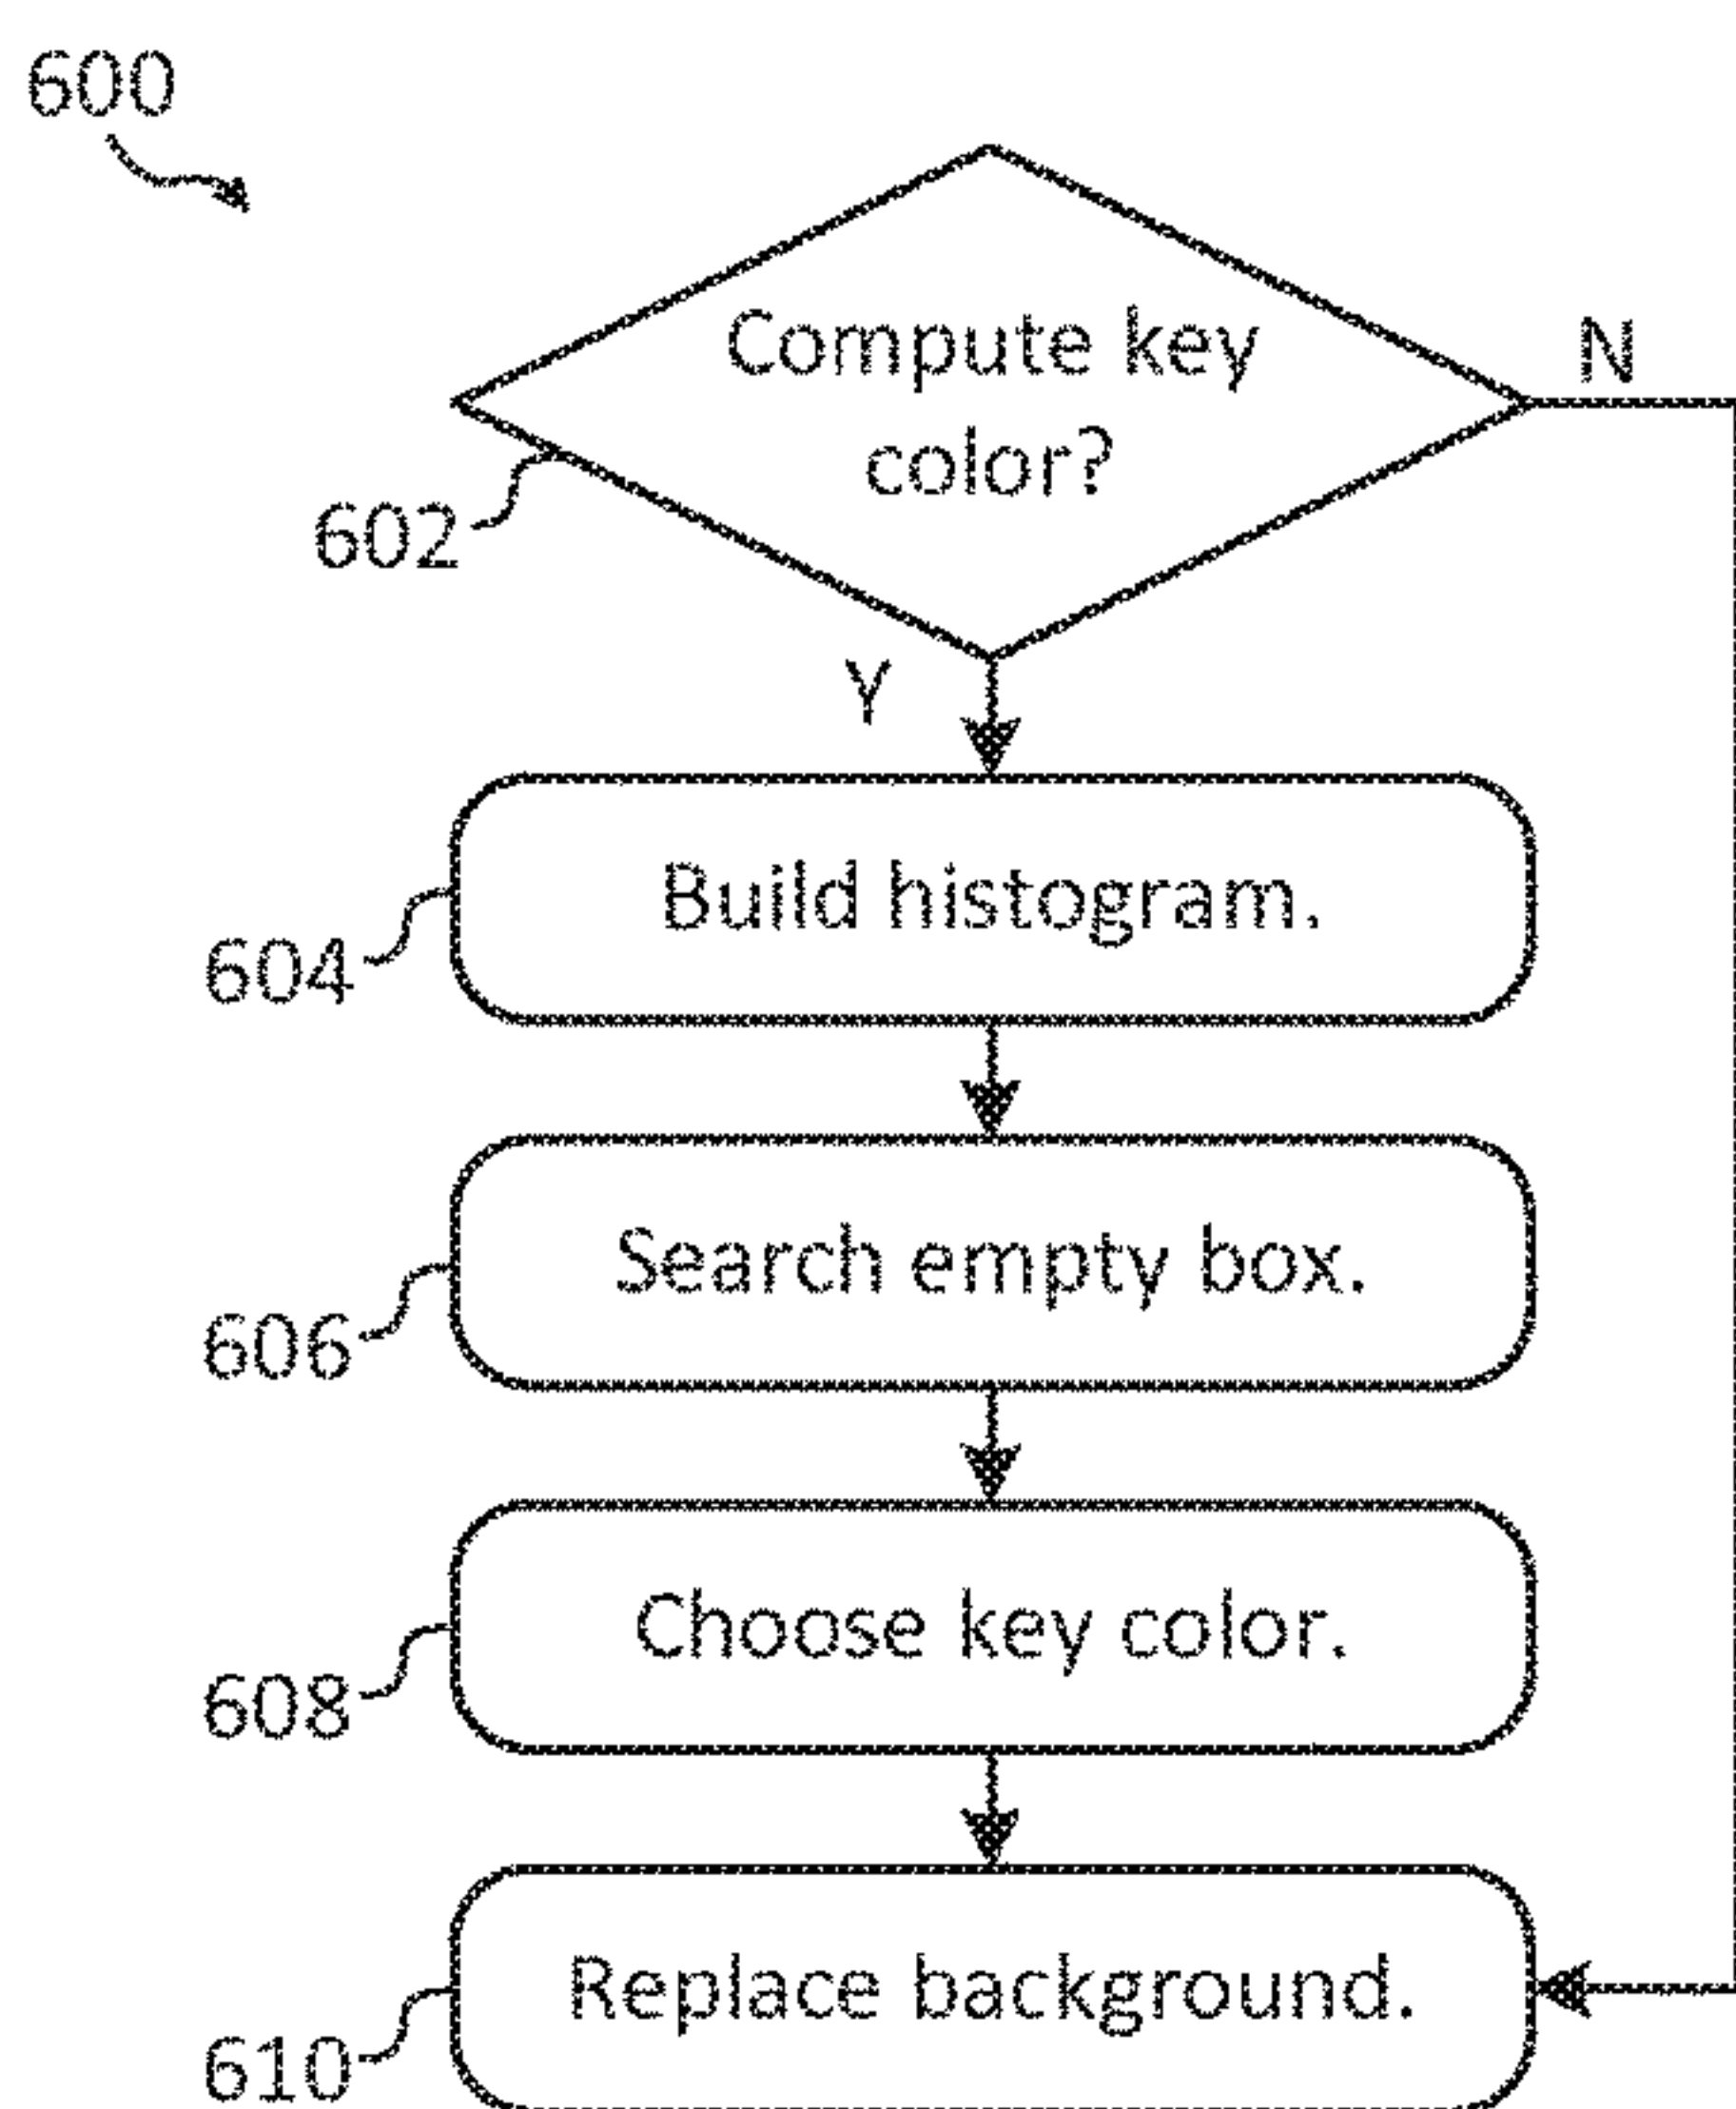 600
Compute key
color?
N
602
Y
Build histogram.
604
Search empty box.
606
Choose key color.
608
Replace background.
610